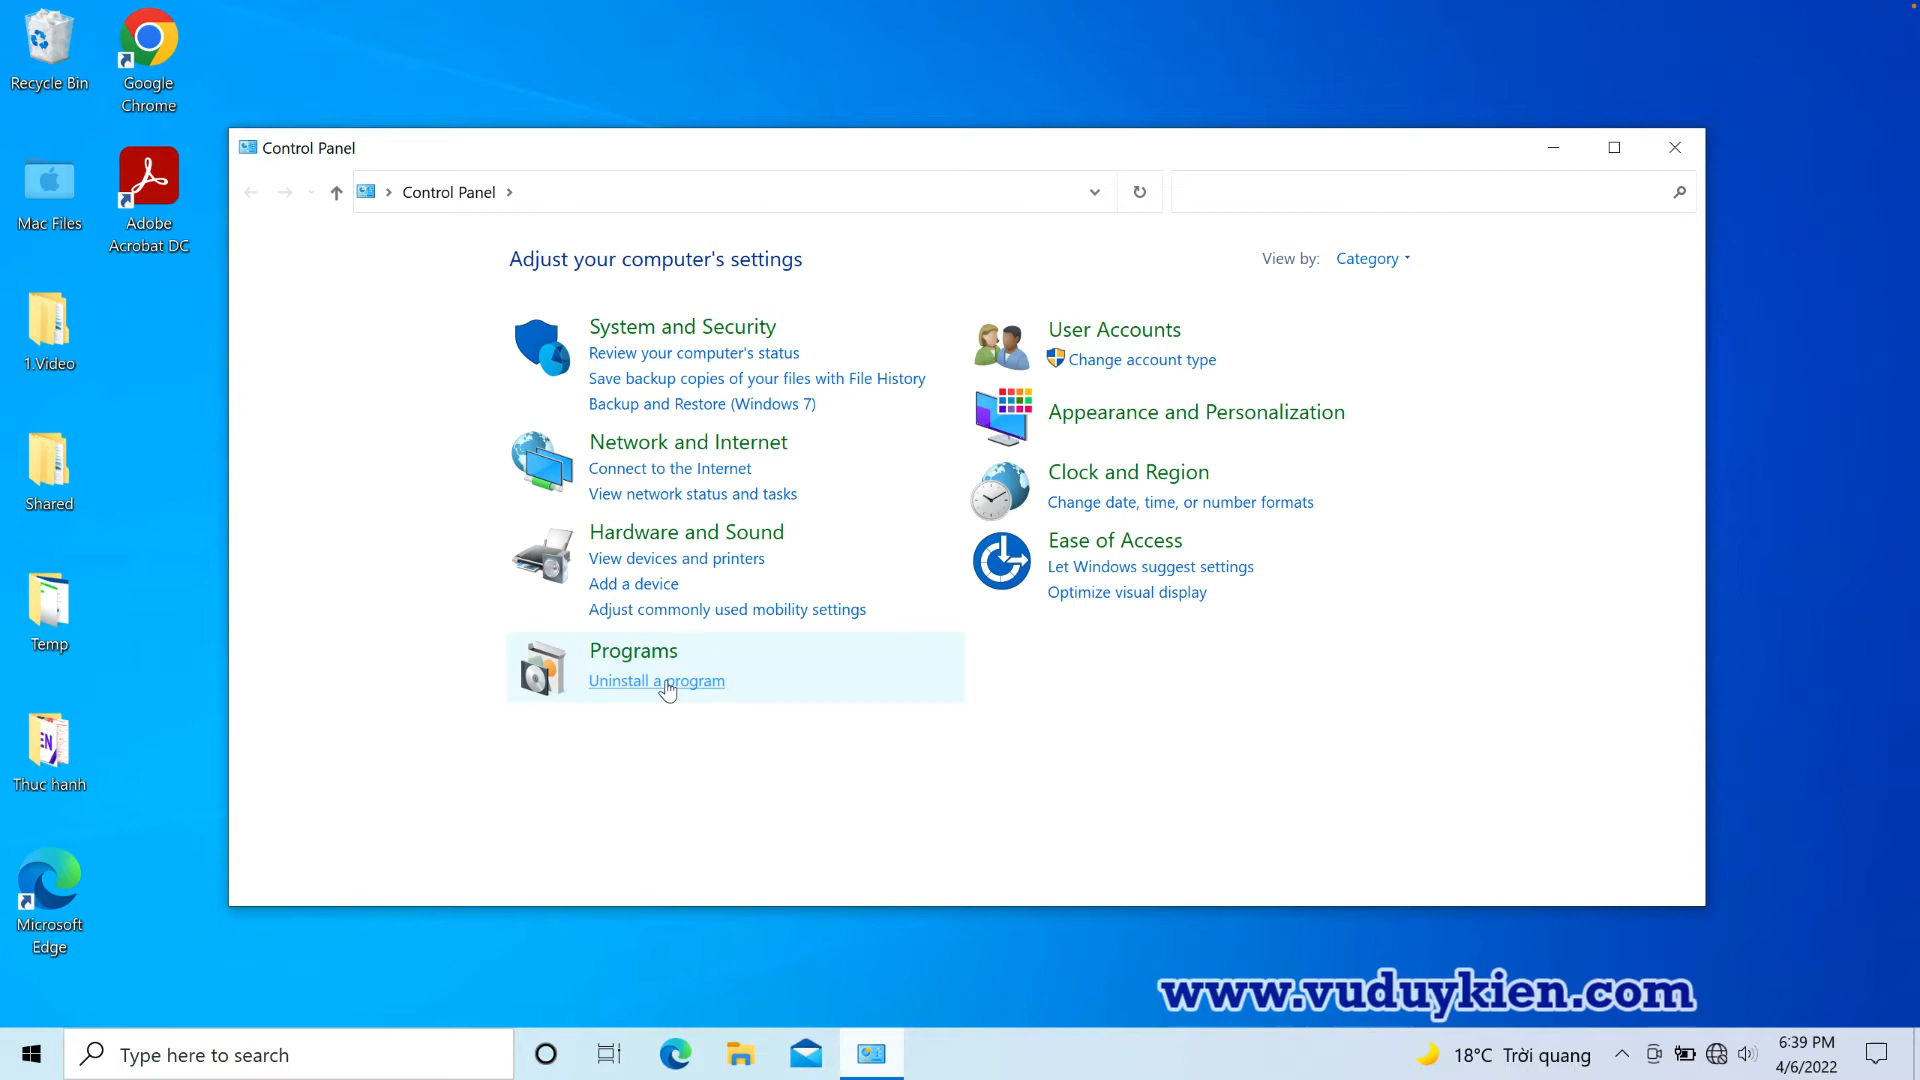 Recycle Bin
Google
Chrome
Mac Files
Adobe
Acrobat DC
1.Video
Shared
Temp
EN
Thuc hanh
Microsoft
Edge
Control Panel
Control Panel
Adjust your computer's settings
View by: Category
System and Security
Review your computer's status
Save backup copies of your files with File History
Backup and Restore (Windows 7)
Network and Internet
Connect to the Internet
View network status and tasks
Hardware and Sound
View devices and printers
Add a device
Adjust commonly used mobility settings
Programs
Uninstall a program
User Accounts
Change account type
Appearance and Personalization
Clock and Region
Change date, time, or number formats
Ease of Access
Let Windows suggest settings
Optimize visual display
www.vuduykien.com
Type here to search
18°C Trời quang
6:39 PM
4/6/2022